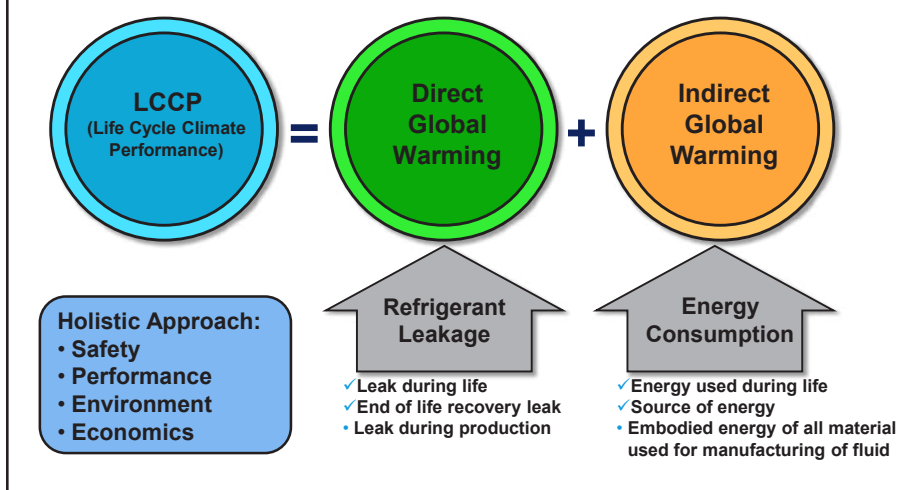 LCCP
(Life Cycle Climate
Performance)
=
Direct
Global
Warming
+
Indirect
Global
Warming
Holistic Approach:
• Safety
• Performance
• Environment
• Economics
Refrigerant
Leakage
✓Leak during life
✓End of life recovery leak
• Leak during production
Energy
Consumption
✓Energy used during life
✓Source of energy
• Embodied energy of all material
used for manufacturing of fluid